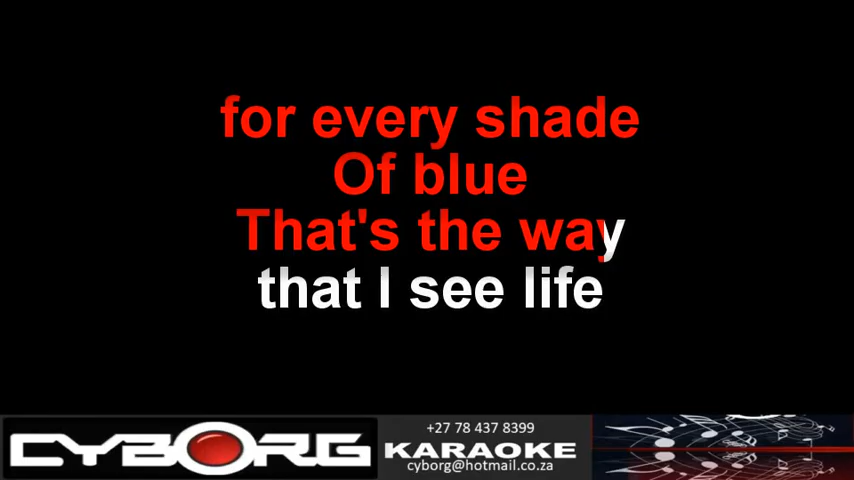 for every shade
Of blue
That's the way
that I see life
CYBORG
+27 78 437 8399
KARAOKE
cyborg@hotmail.co.za